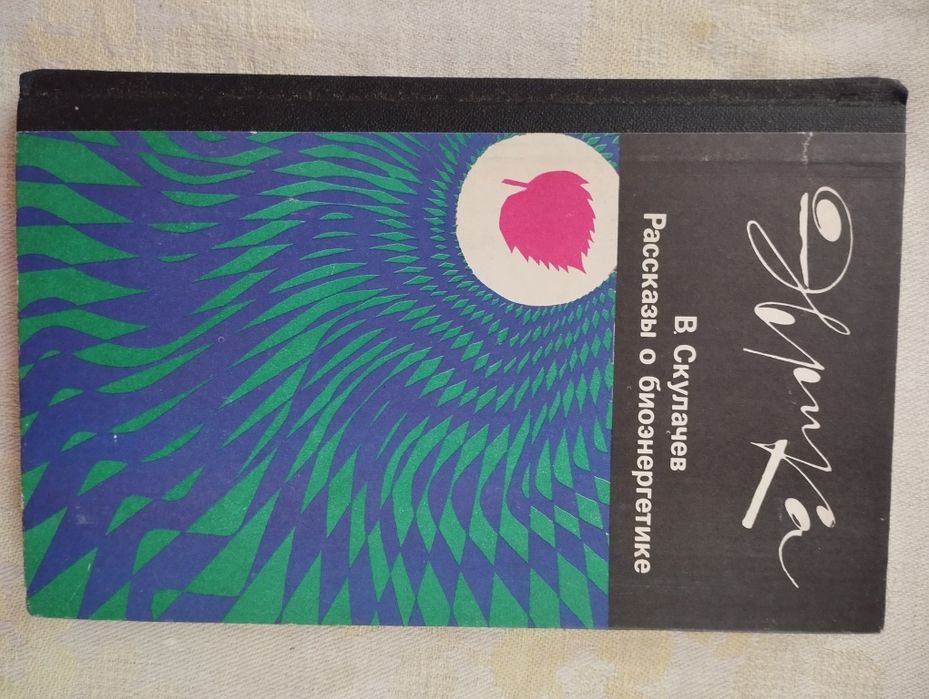 Эврика
В. Скулачев
Рассказы о биоэнергетике